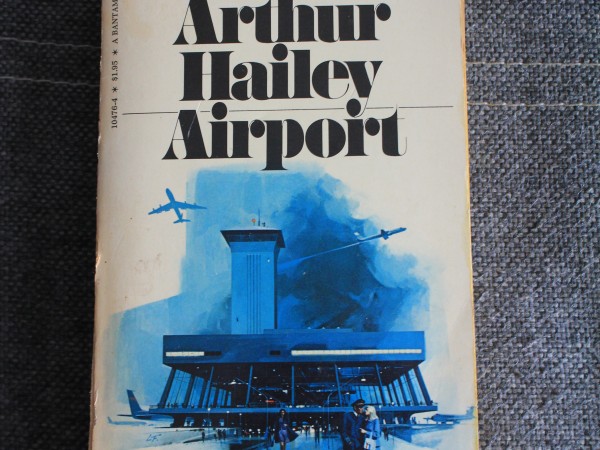 Arthur
Hailey
Airport
10476-4 * $1.95 * A BANTAM